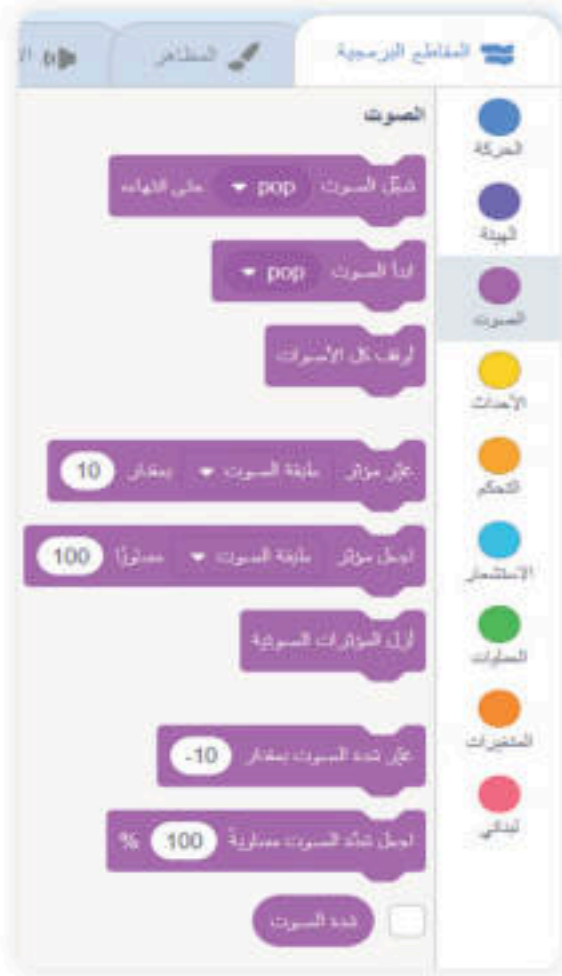 المقاطع البرمجية
المظاهر
الصوت
شغّل الصوت pop حتى انتهائه
ابدأ الصوت pop
أوقف كل الأصوات
غيّر مؤثر طبقة الصوت بمقدار 10
اجعل مؤثر طبقة الصوت مساويًا 100
أزل المؤثرات الصوتية
غيّر شدة الصوت بمقدار -10
اجعل شدّة الصوت مساوية 100 %
شدة الصوت
الحركة
الهيئة
الصوت
الأحداث
التحكم
الاستشعار
العمليات
المتغيرات
لبناتي